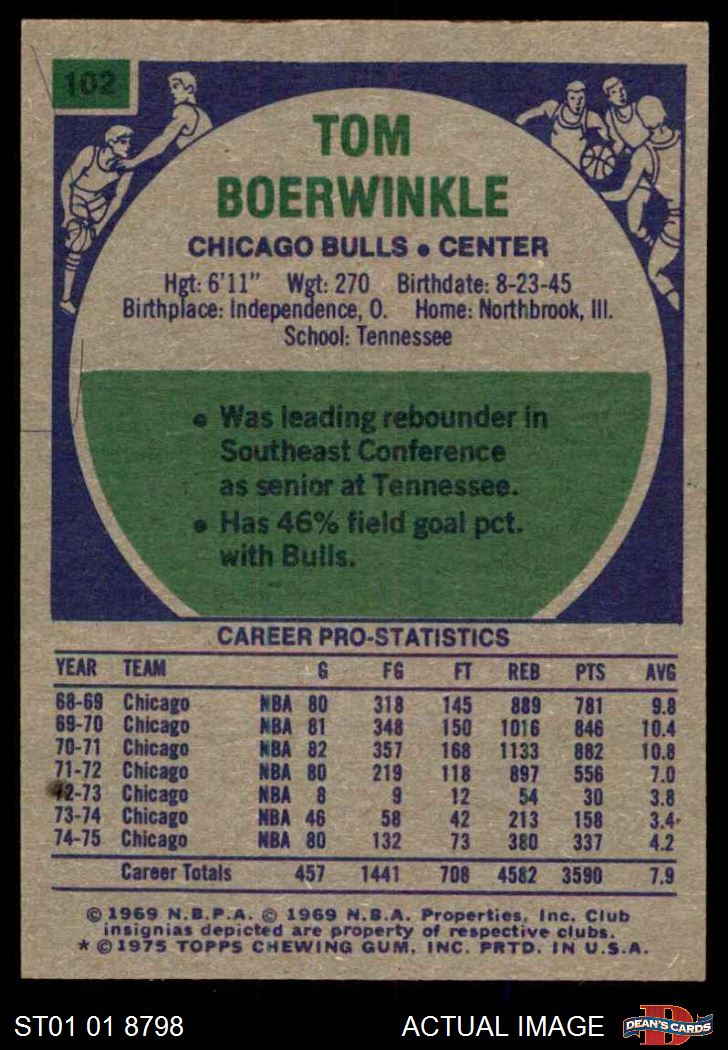 102
TOM
BOERWINKLE
CHICAGO BULLS • CENTER
Hgt: 6'11" Wgt: 270 Birthdate: 8-23-45
Birthplace: Independence, O. Home: Northbrook, Ill.
School: Tennessee
• Was leading rebounder in
Southeast Conference
as senior at Tennessee.
• Has 46% field goal pct.
with Bulls.
CAREER PRO-STATISTICS
YEAR TEAM G FG FT REB PTS AVG
68-69 Chicago NBA 80 318 145 889 781 9.8
69-70 Chicago NBA 81 348 150 1016 846 10.4
70-71 Chicago NBA 82 357 168 1133 882 10.8
71-72 Chicago NBA 80 219 118 897 556 7.0
72-73 Chicago NBA 8 9 12 54 30 3.8
73-74 Chicago NBA 46 58 42 213 158 3.4
74-75 Chicago NBA 80 132 73 380 337 4.2
Career Totals 457 1441 708 4582 3590 7.9
© 1969 N.B.P.A. © 1969 N.B.A. Properties, Inc. Club
insignias depicted are property of respective clubs.
* © 1975 TOPPS CHEWING GUM, INC. PRTD. IN U.S.A.
ST01 01 8798 ACTUAL IMAGE
D
DEAN'S CARDS